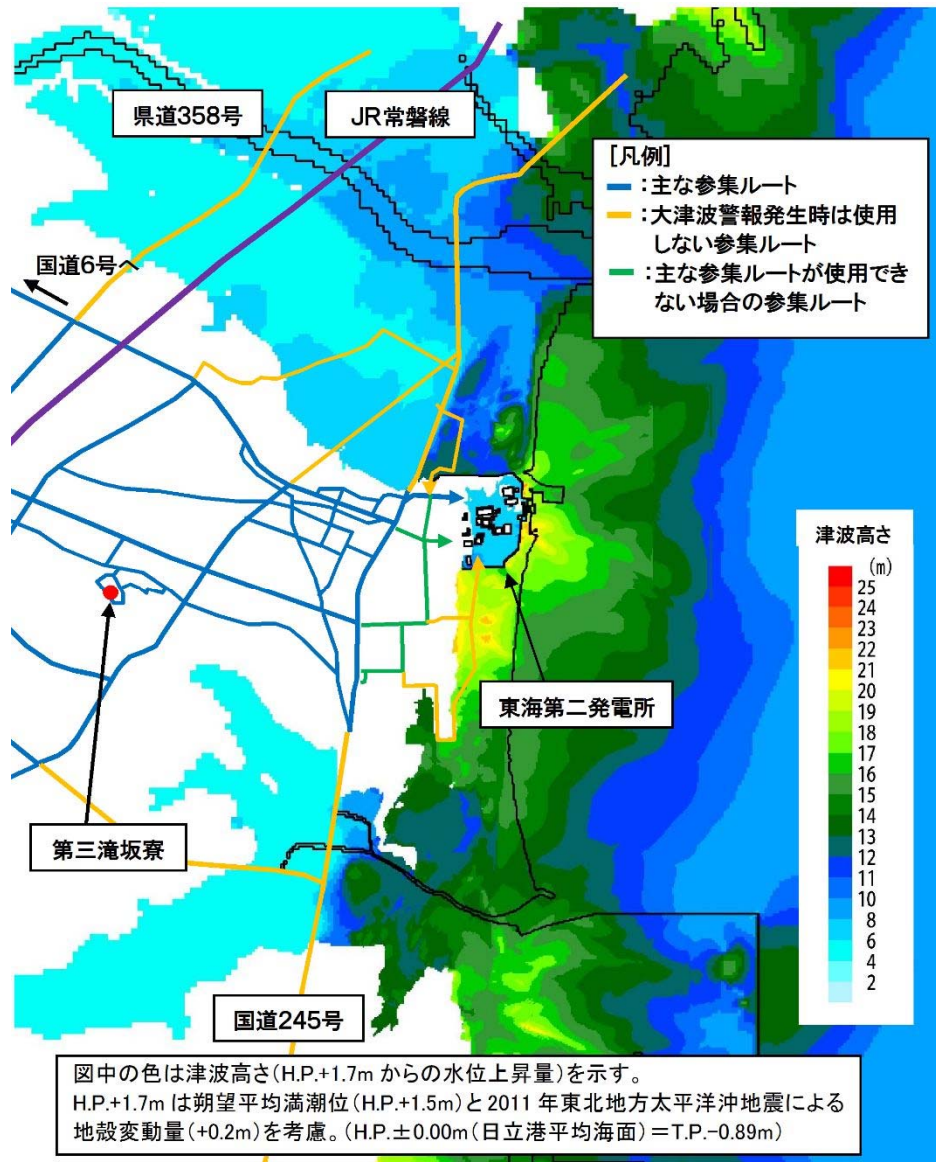 県道358号
JR常磐線
[凡例]
:主な参集ルート
:大津波警報発生時は使用
しない参集ルート
:主な参集ルートが使用でき
ない場合の参集ルート
国道6号へ
津波高さ
(m)
25
24
23
22
21
20
19
18
17
16
15
13
12
11
10
8
6
4
2
東海第二発電所
第三滝坂寮
国道245号
図中の色は津波高さ(H.P.+1.7m からの水位上昇量)を示す。
H.P.+1.7m は朔望平均満潮位(H.P.+1.5m)と2011年東北地方太平洋沖地震による
地殻変動量(+0.2m)を考慮。(H.P.±0.00m(日立港平均海面)=T.P.-0.89m)